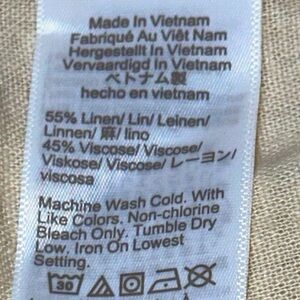 Made In Vietnam
Fabriqué Au Viêt Nam
Hergestellt In Vietnam
Vervaardigd In Vietnam
ベトナム製
hecho en vietnam
55% Linen/ Lin/ Leinen/
Linnen/ 麻/ lino
45% Viscose/ Viscose/
Viskose/ Viscose/ レーヨン/
viscosa
Machine Wash Cold. With
Like Colors. Non-chlorine
Bleach Only. Tumble Dry
Low. Iron On Lowest
Setting.
30